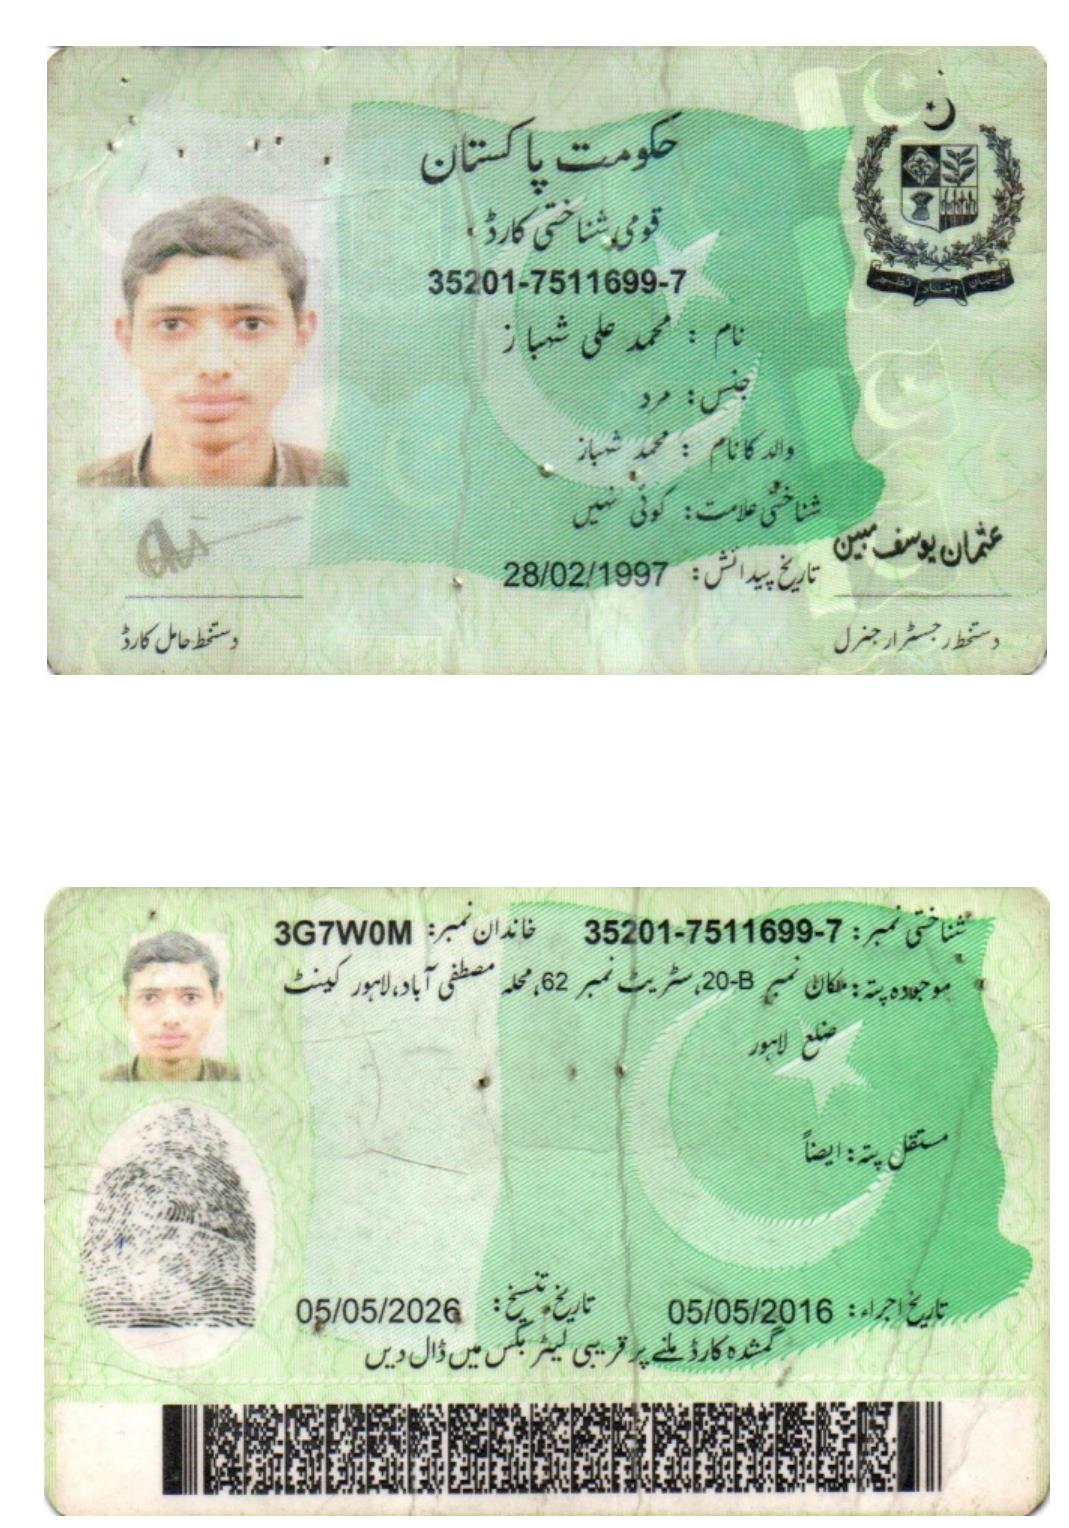 حکومت پاکستان
قومی شناختی کارڈ
35201-7511699-7
نام : محمد علی شہباز
جنس: مرد
والد کا نام : محمد شہباز
شناختی علامت: کوئی نہیں
عثمان یوسف مبین
تاریخ پیدائش: 28/02/1997
دستخط رجسٹرار جنرل
دستخط حامل کارڈ
شناختی نمبر: 35201-7511699-7 خاندان نمبر: 3G7W0M
موجودہ پتہ: مکان نمبر 20-B، سٹریٹ نمبر 62، محلہ مصطفی آباد، لاہور کینٹ
ضلع لاہور
مستقل پتہ: ایضاً
تاریخ اجراء: 05/05/2016 تاریخ تنسیخ: 05/05/2026
گمشدہ کارڈ ملنے پر قریبی لیٹر بکس میں ڈال دیں